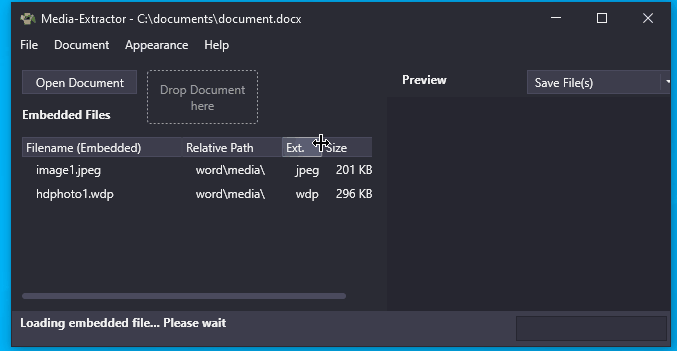 Media-Extractor - C:\documents\document.docx
File Document Appearance Help
Open Document
Drop Document
here
Preview
Save File(s)
Embedded Files
Filename (Embedded) Relative Path Ext. Size
image1.jpeg word\media\ jpeg 201 KB
hdphoto1.wdp word\media\ wdp 296 KB
Loading embedded file... Please wait